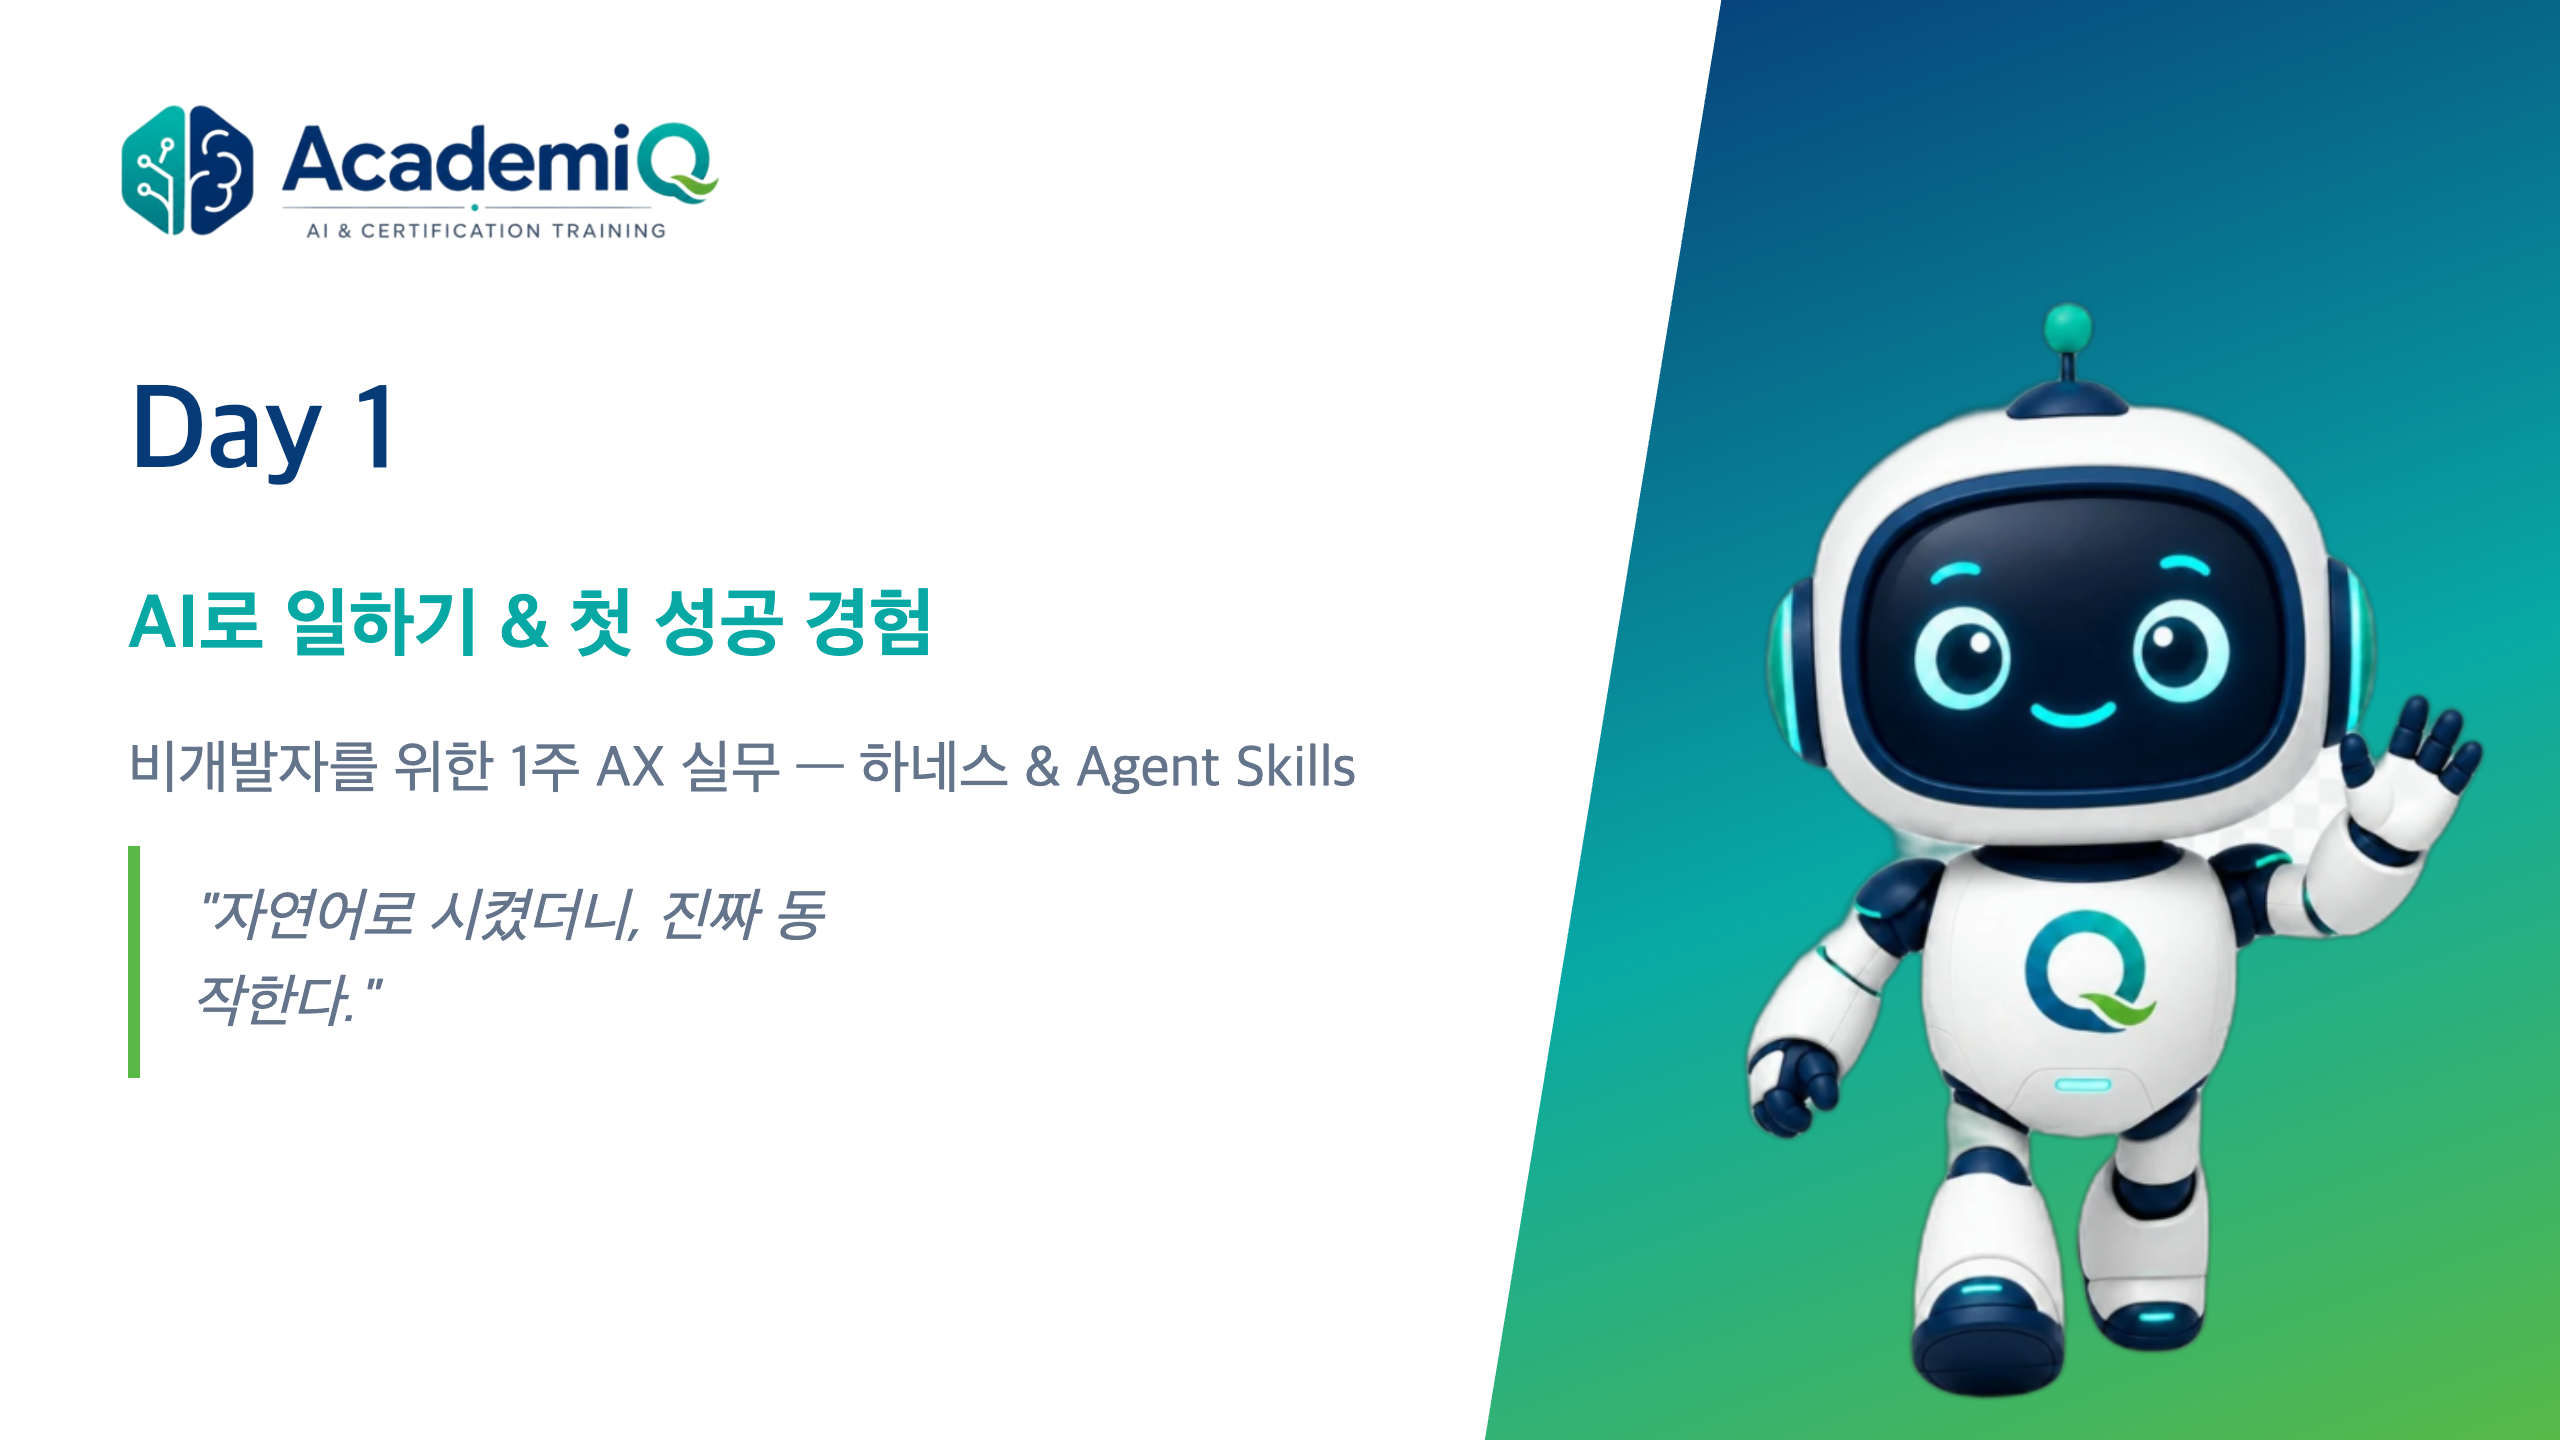 AcademiQ
AI & CERTIFICATION TRAINING
Day 1
AI로 일하기 & 첫 성공 경험
비개발자를 위한 1주 AX 실무 — 하네스 & Agent Skills
"자연어로 시켰더니, 진짜 동
작한다."
Q